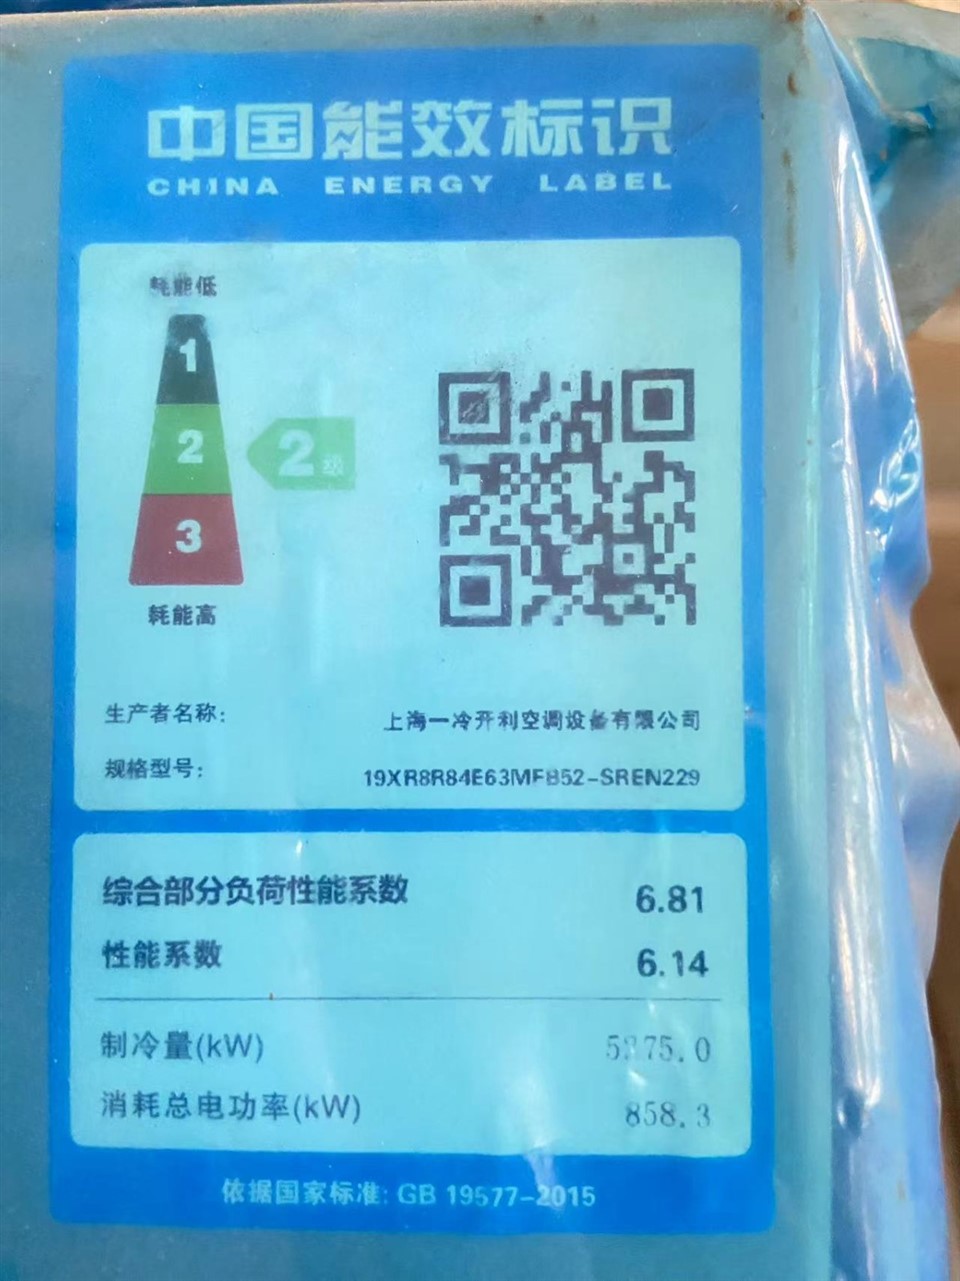 中国能效标识
CHINA ENERGY LABEL
耗能低
1
2
2级
3
耗能高
生产者名称：
上海一冷开利空调设备有限公司
规格型号：
19XR8R84E63MFB52-SREN229
综合部分负荷性能系数
6.81
性能系数
6.14
制冷量(kW)
消耗总电功率(kW)
858.3
依据国家标准: GB 19577-2015